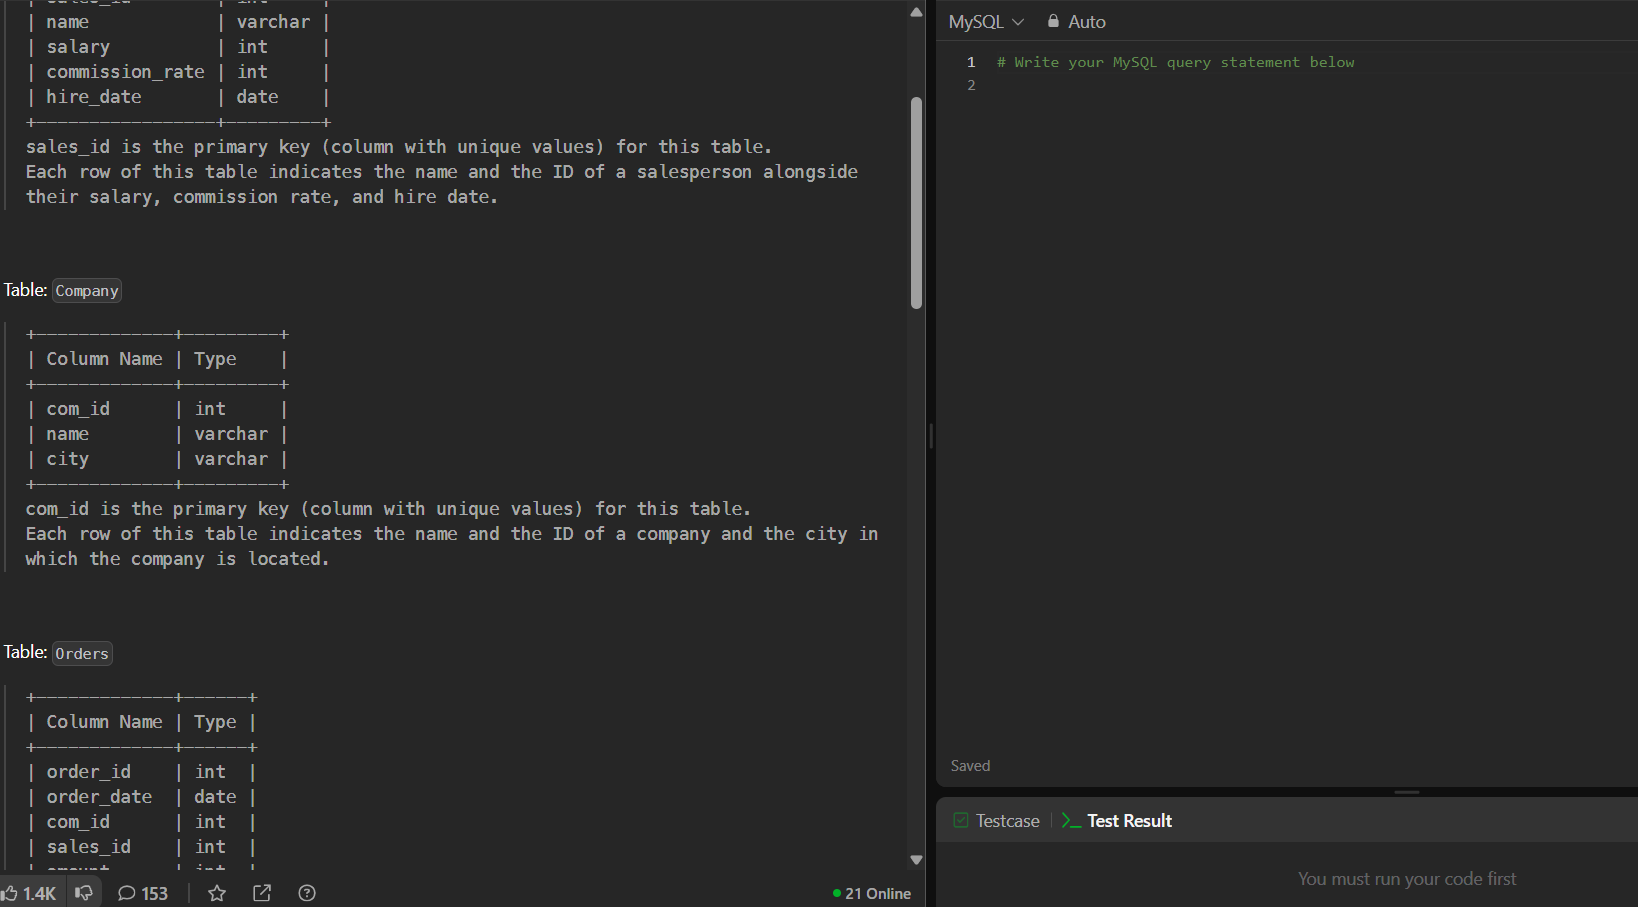 | name            | varchar |
| salary          | int     |
| commission_rate | int     |
| hire_date       | date    |
+-----------------+---------+
sales_id is the primary key (column with unique values) for this table.
Each row of this table indicates the name and the ID of a salesperson alongside
their salary, commission rate, and hire date.
Table: Company
+-------------+---------+
| Column Name | Type    |
+-------------+---------+
| com_id      | int     |
| name        | varchar |
| city        | varchar |
+-------------+---------+
com_id is the primary key (column with unique values) for this table.
Each row of this table indicates the name and the ID of a company and the city in
which the company is located.
Table: Orders
+-------------+------+
| Column Name | Type |
+-------------+------+
| order_id    | int  |
| order_date  | date |
| com_id      | int  |
| sales_id    | int  |
1.4K 153
21 Online
MySQL Auto
1 # Write your MySQL query statement below
2
Saved
Testcase | >_ Test Result
You must run your code first